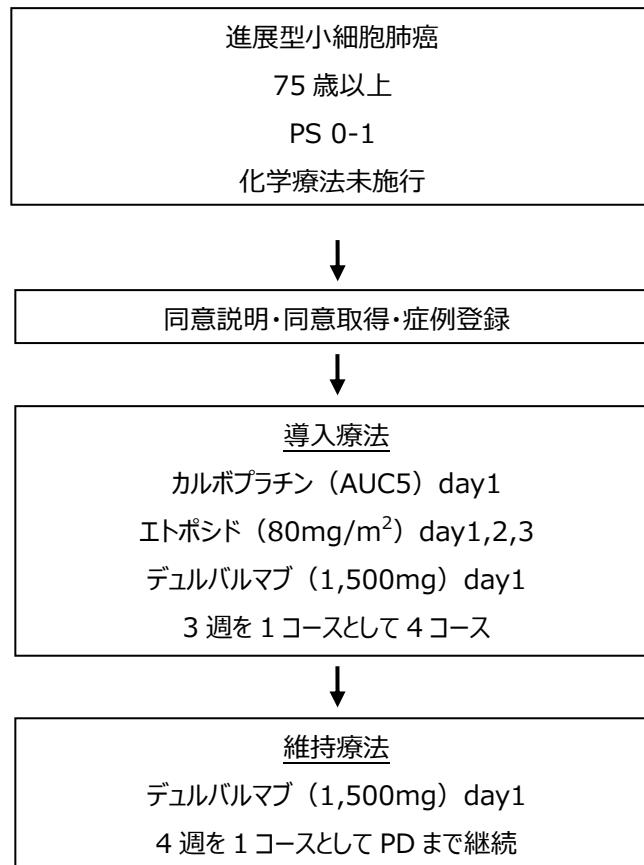 進展型小細胞肺癌
75 歳以上
PS 0-1
化学療法未施行
同意説明・同意取得・症例登録
導入療法
カルボプラチン（AUC5）day1
エトポシド（80mg/m²）day1,2,3
デュルバルマブ（1,500mg）day1
3 週を 1 コースとして 4 コース
維持療法
デュルバルマブ（1,500mg）day1
4 週を 1 コースとして PD まで継続